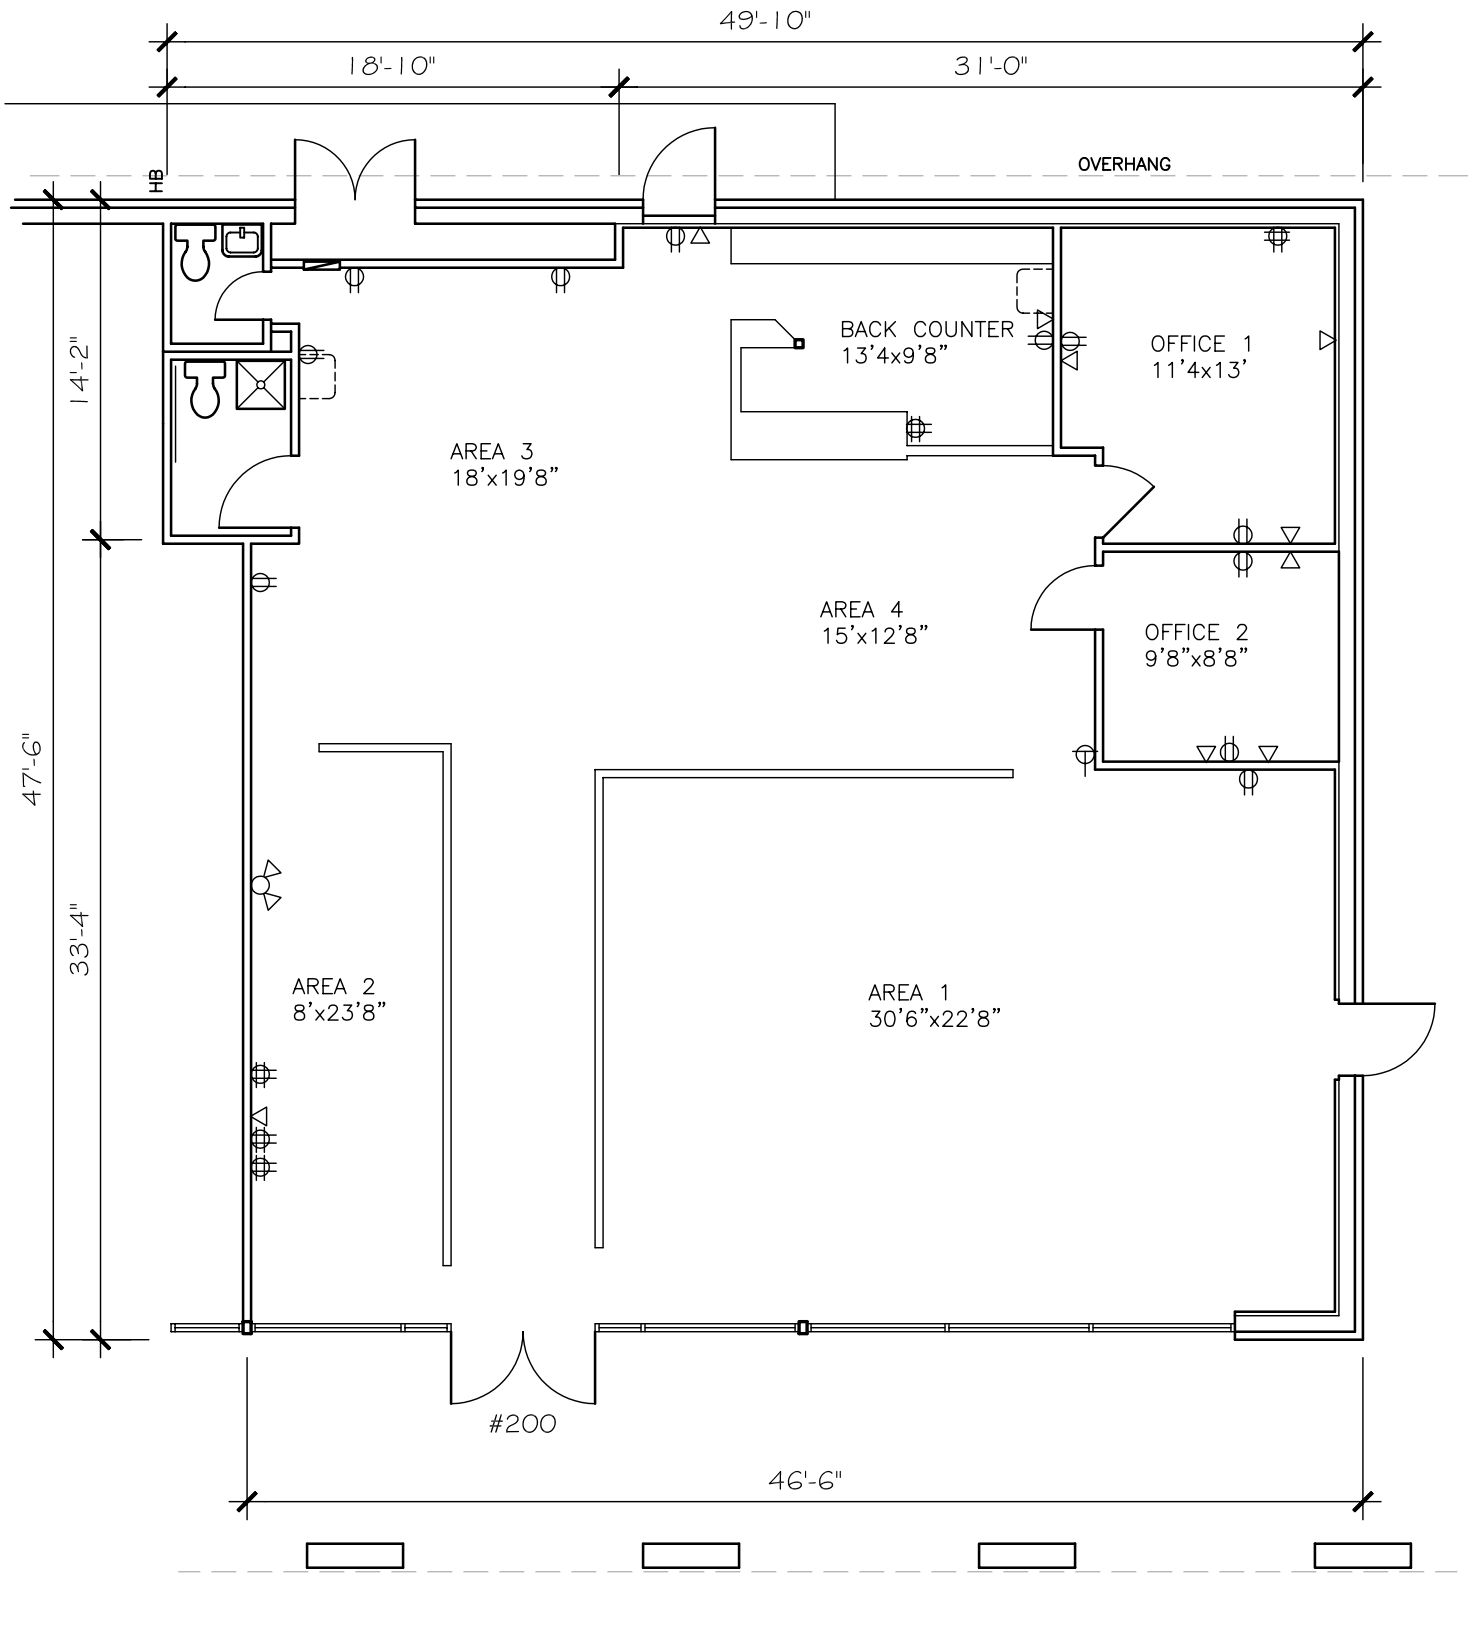 49'-10"
18'-10"
31'-0"
OVERHANG
HB
BACK COUNTER
13’4x9’8”
OFFICE 1
11’4x13’
14'-2"
AREA 3
18’x19’8”
AREA 4
15’x12’8”
OFFICE 2
9’8”x8’8”
47'-6"
33'-4"
AREA 2
8’x23’8”
AREA 1
30’6”x22’8”
#200
46'-6"